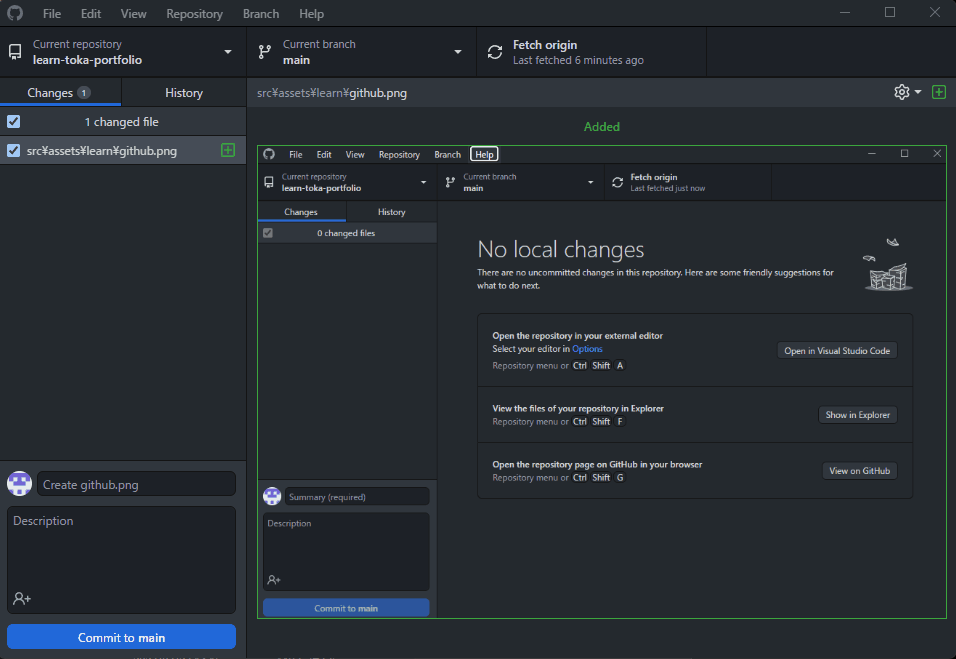 File Edit View Repository Branch Help
Current repository
learn-toka-portfolio
Current branch
main
Fetch origin
Last fetched 6 minutes ago
Changes 1
History
src¥assets¥learn¥github.png
1 changed file
Added
src¥assets¥learn¥github.png
File Edit View Repository Branch Help
Current repository
learn-toka-portfolio
Current branch
main
Fetch origin
Last fetched just now
Changes
History
0 changed files
No local changes
There are no uncommitted changes in this repository. Here are some friendly suggestions for
what to do next.
Open the repository in your external editor
Select your editor in Options
Repository menu or Ctrl Shift A
Open in Visual Studio Code
View the files of your repository in Explorer
Repository menu or Ctrl Shift F
Show in Explorer
Open the repository page on GitHub in your browser
Repository menu or Ctrl Shift G
View on GitHub
Summary (required)
Description
Commit to main
Create github.png
Description
Commit to main